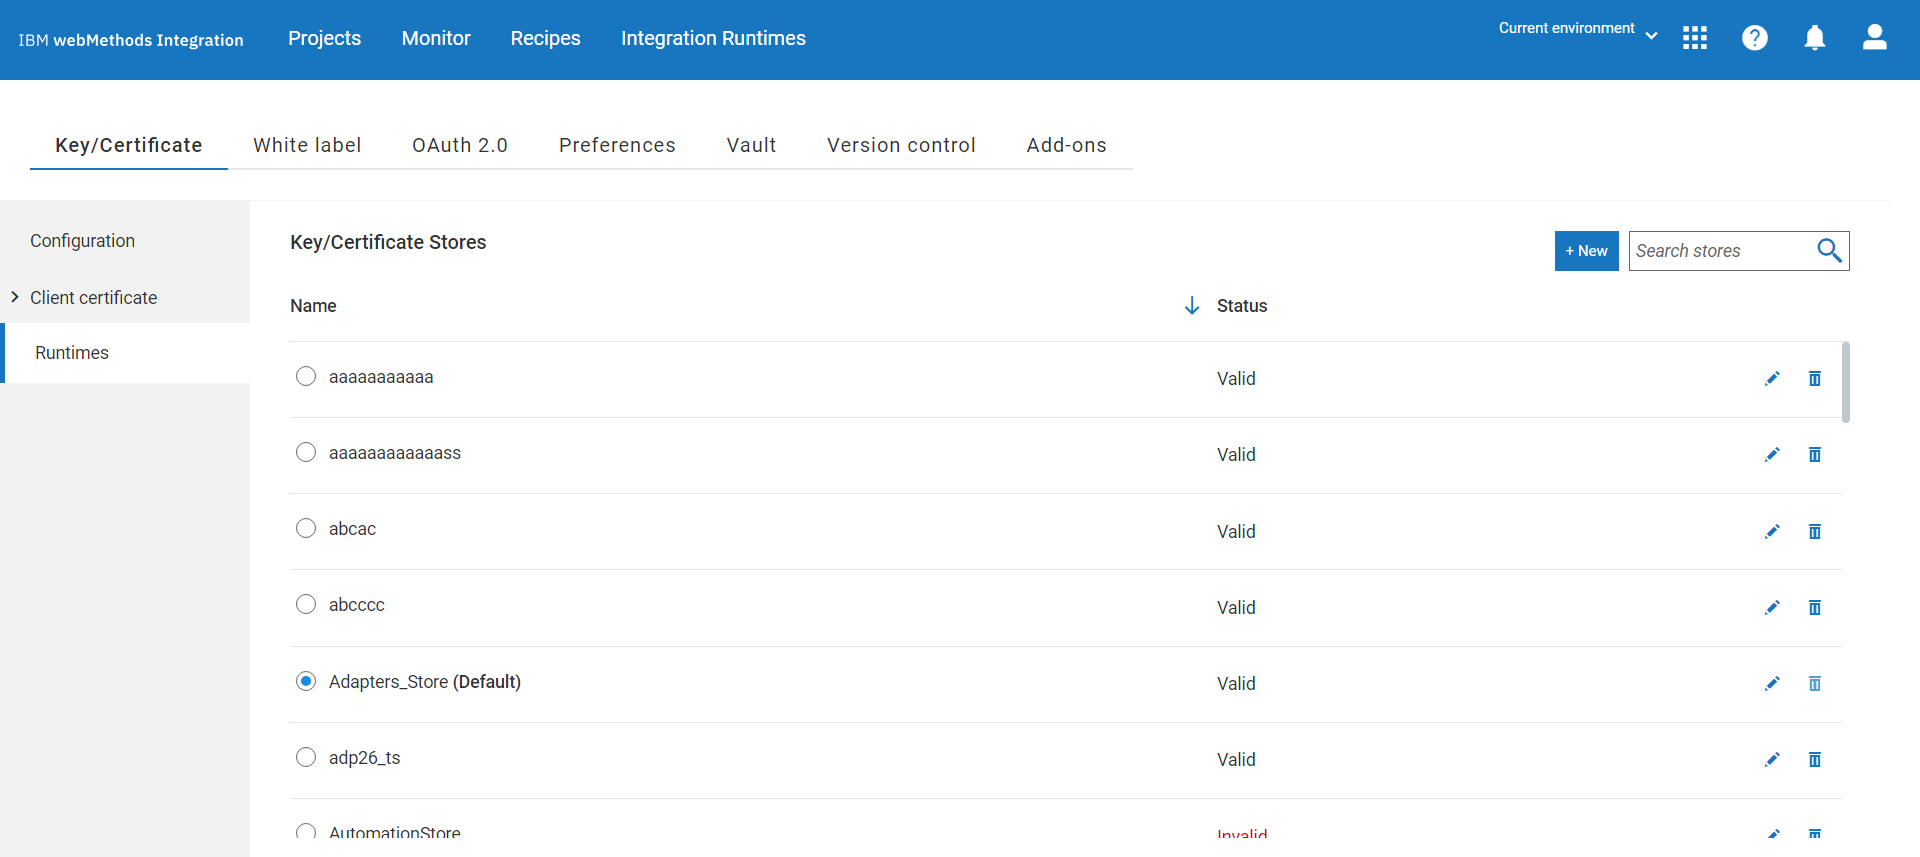 IBM webMethods Integration Projects Monitor Recipes Integration Runtimes Current environment
Key/Certificate White label OAuth 2.0 Preferences Vault Version control Add-ons
Configuration
Client certificate
Runtimes
Key/Certificate Stores
+ New Search stores
Name Status
aaaaaaaaaaa Valid
aaaaaaaaaaaass Valid
abcac Valid
abcccc Valid
Adapters_Store (Default) Valid
adp26_ts Valid
AutomationStore Invalid